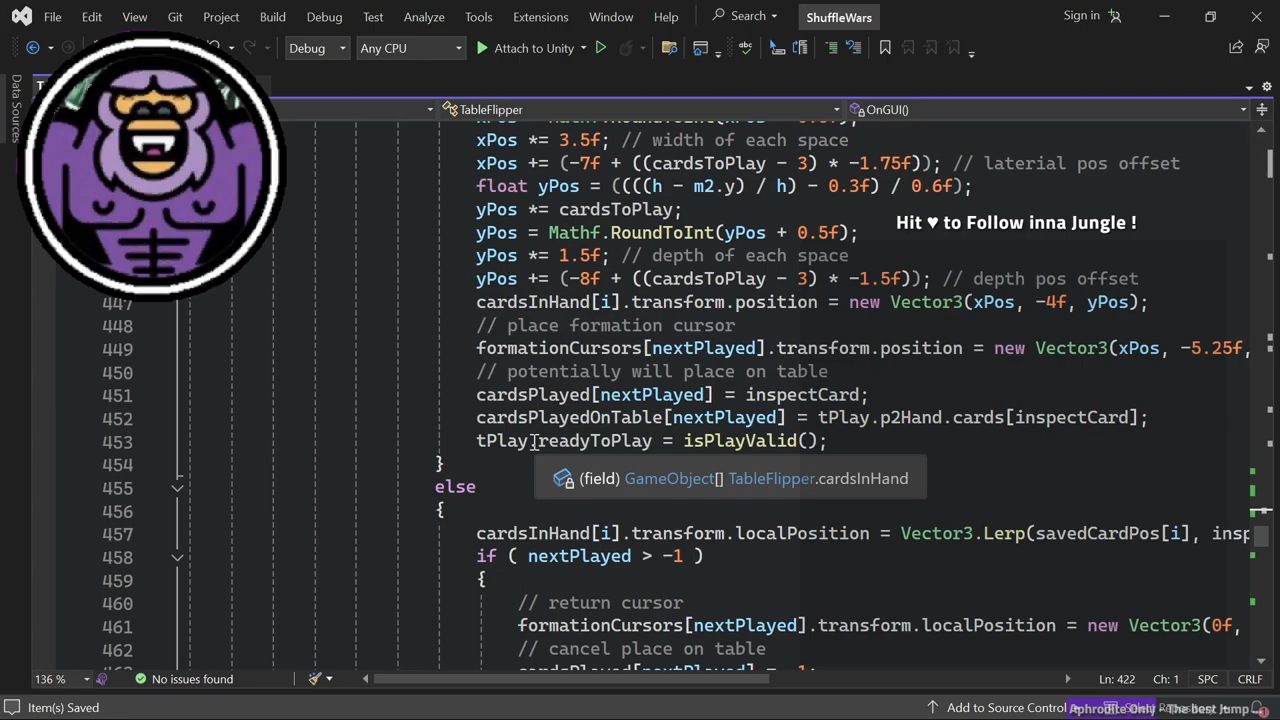 File Edit View Git Project Build Debug Test Analyze Tools Extensions Window Help Search ShuffleWars Sign in
Debug Any CPU Attach to Unity
TableFlipper OnGUI()
Data Sources
xPos *= 3.5f; // width of each space
xPos += (-7f + ((cardsToPlay - 3) * -1.75f)); // laterial pos offset
float yPos = ((((h - m2.y) / h) - 0.3f) / 0.6f);
yPos *= cardsToPlay;
Hit ♥ to Follow inna Jungle !
yPos = Mathf.RoundToInt(yPos + 0.5f);
yPos *= 1.5f; // depth of each space
yPos += (-8f + ((cardsToPlay - 3) * -1.5f)); // depth pos offset
447 cardsInHand[i].transform.position = new Vector3(xPos, -4f, yPos);
448 // place formation cursor
449 formationCursors[nextPlayed].transform.position = new Vector3(xPos, -5.25f,
450 // potentially will place on table
451 cardsPlayed[nextPlayed] = inspectCard;
452 cardsPlayedOnTable[nextPlayed] = tPlay.p2Hand.cards[inspectCard];
453 tPlay.readyToPlay = isPlayValid();
454 }
(field) GameObject[] TableFlipper.cardsInHand
455 else
456 {
457 cardsInHand[i].transform.localPosition = Vector3.Lerp(savedCardPos[i], insp
458 if ( nextPlayed > -1 )
459 {
460 // return cursor
461 formationCursors[nextPlayed].transform.localPosition = new Vector3(0f,
462 // cancel place on table
136 % No issues found Ln: 422 Ch: 1 SPC CRLF
Item(s) Saved Add to Source Control Aphrodite Only - The best Jump